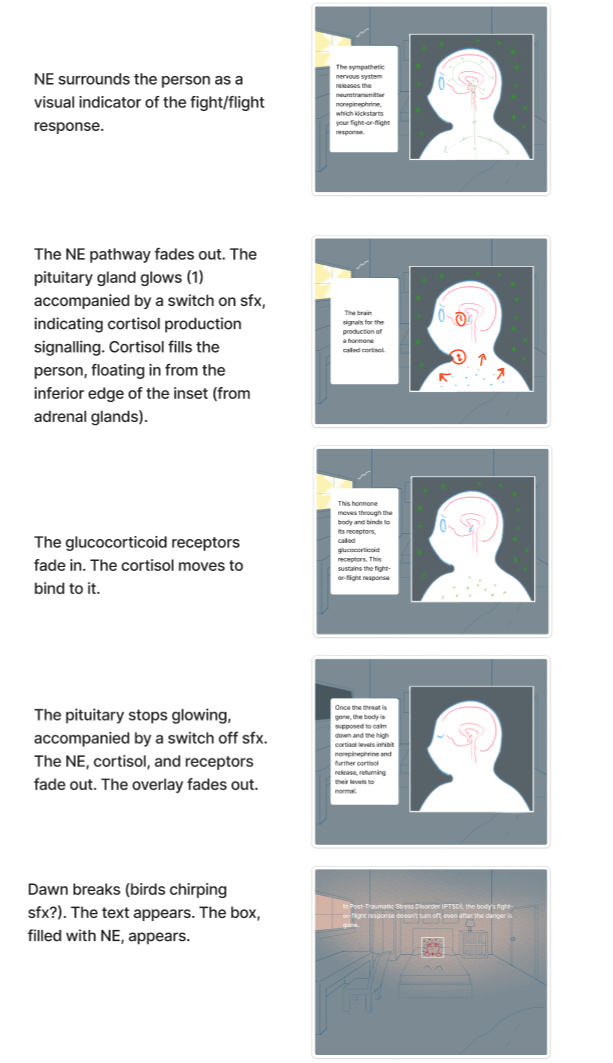 NE surrounds the person as a
visual indicator of the fight/flight
response.
The sympathetic
nervous system
releases the
neurotransmitter
norepinephrine,
which kickstarts
your fight-or-flight
response.
The NE pathway fades out. The
pituitary gland glows (1)
accompanied by a switch on sfx,
indicating cortisol production
signalling. Cortisol fills the
person, floating in from the
inferior edge of the inset (from
adrenal glands).
The brain
signals for the
production of
a hormone
called cortisol.
1
2
The glucocorticoid receptors
fade in. The cortisol moves to
bind to it.
This hormone
moves through the
body and binds to
its receptors,
called
glucocorticoid
receptors. This
sustains the fight-
or-flight response
The pituitary stops glowing,
accompanied by a switch off sfx.
The NE, cortisol, and receptors
fade out. The overlay fades out.
Once the threat is
gone, the body is
supposed to calm
down and the high
cortisol levels inhibit
norepinephrine and
further cortisol
release, returning
their levels to
normal.
Dawn breaks (birds chirping
sfx?). The text appears. The box,
filled with NE, appears.
In Post-Traumatic Stress Disorder (PTSD), the body's fight-
or-flight response doesn't turn off, even after the danger is
gone.